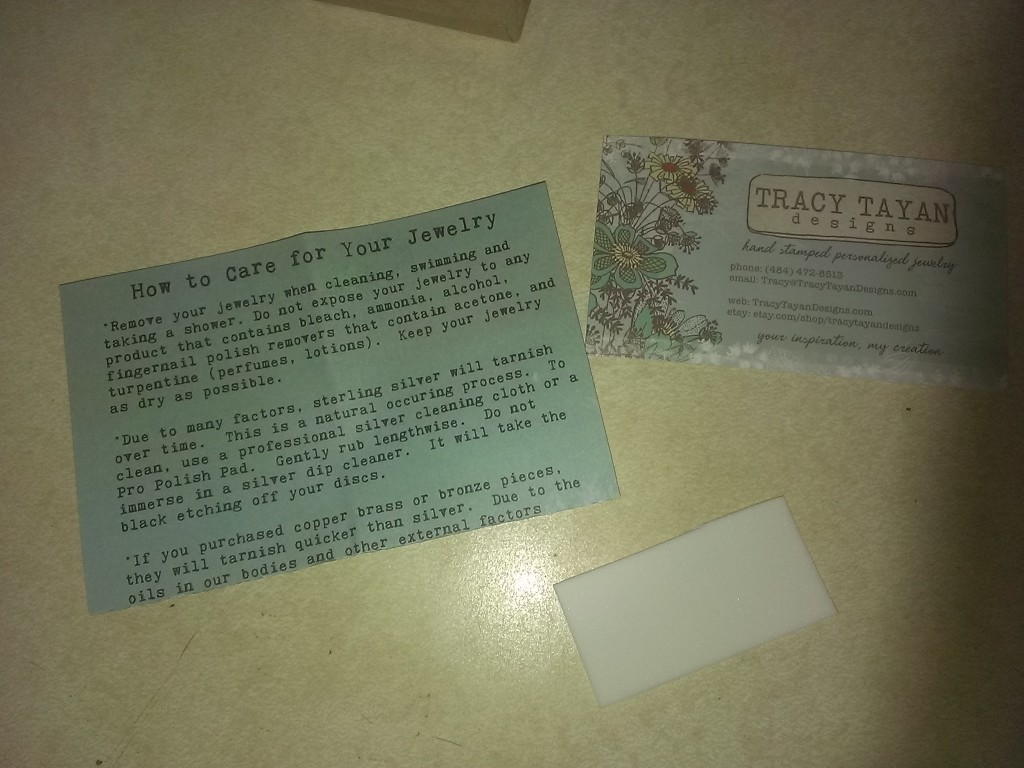 How to Care for Your Jewelry
*Remove your jewelry when cleaning, swimming and
taking a shower. Do not expose your jewelry to any
product that contains bleach, ammonia, alcohol,
fingernail polish removers that contain acetone, and
turpentine (perfumes, lotions). Keep your jewelry
as dry as possible.
*Due to many factors, sterling silver will tarnish
over time. This is a natural occuring process. To
clean, use a professional silver cleaning cloth or a
Pro Polish Pad. Gently rub lengthwise. Do not
immerse in a silver dip cleaner. It will take the
black etching off your discs.
*If you purchased copper brass or bronze pieces,
they will tarnish quicker than silver. Due to the
oils in our bodies and other external factors
TRACY TAYAN
designs
hand stamped personalized jewelry
phone: (484) 472-8513
email: Tracy@TracyTayanDesigns.com
web: TracyTayanDesigns.com
etsy: etsy.com/shop/tracytayandesigns
your inspiration, my creation